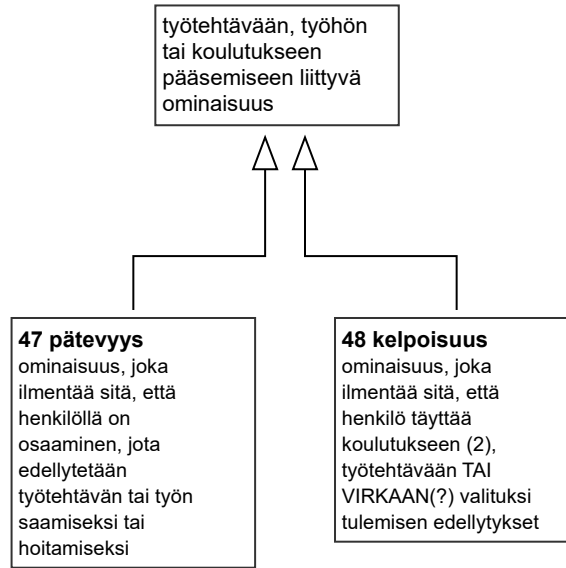 työtehtävään, työhön
tai koulutukseen
pääsemiseen liittyvä
ominaisuus
47 pätevyys
ominaisuus, joka
ilmentää sitä, että
henkilöllä on
osaaminen, jota
edellytetään
työtehtävän tai työn
saamiseksi tai
hoitamiseksi
48 kelpoisuus
ominaisuus, joka
ilmentää sitä, että
henkilö täyttää
koulutukseen (2),
työtehtävään TAI
VIRKAAN(?) valituksi
tulemisen edellytykset